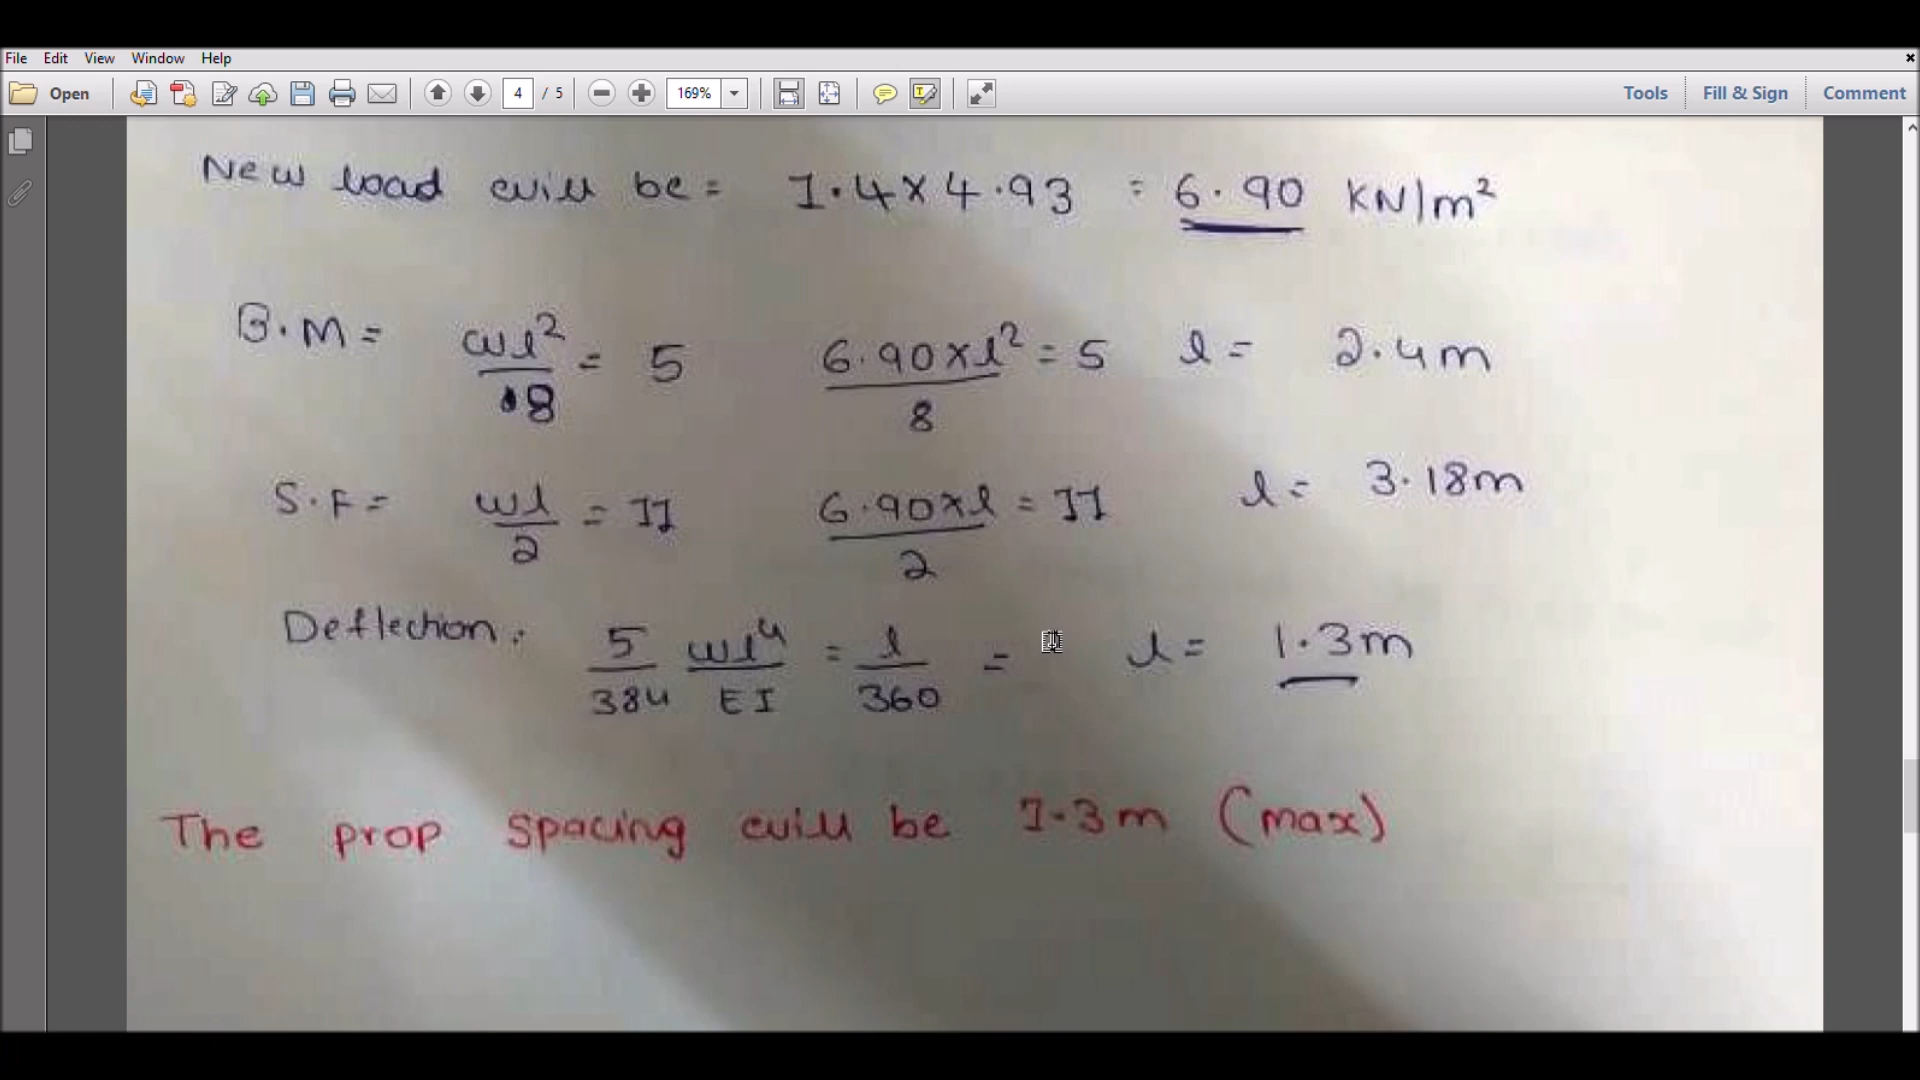 File Edit View Window Help
Open 4 / 5 169% Tools Fill & Sign Comment
New load will be = 1.4 × 4.93 = 6.90 KN/m²
B.M = wl²/8 = 5 6.90×l²/8 = 5 l = 2.4m
S.F = wl/2 = 11 6.90×l/2 = 11 l = 3.18m
Deflection: 5/384 wl⁴/EI = l/360 = l = 1.3m
The prop spacing will be 1.3m (max)